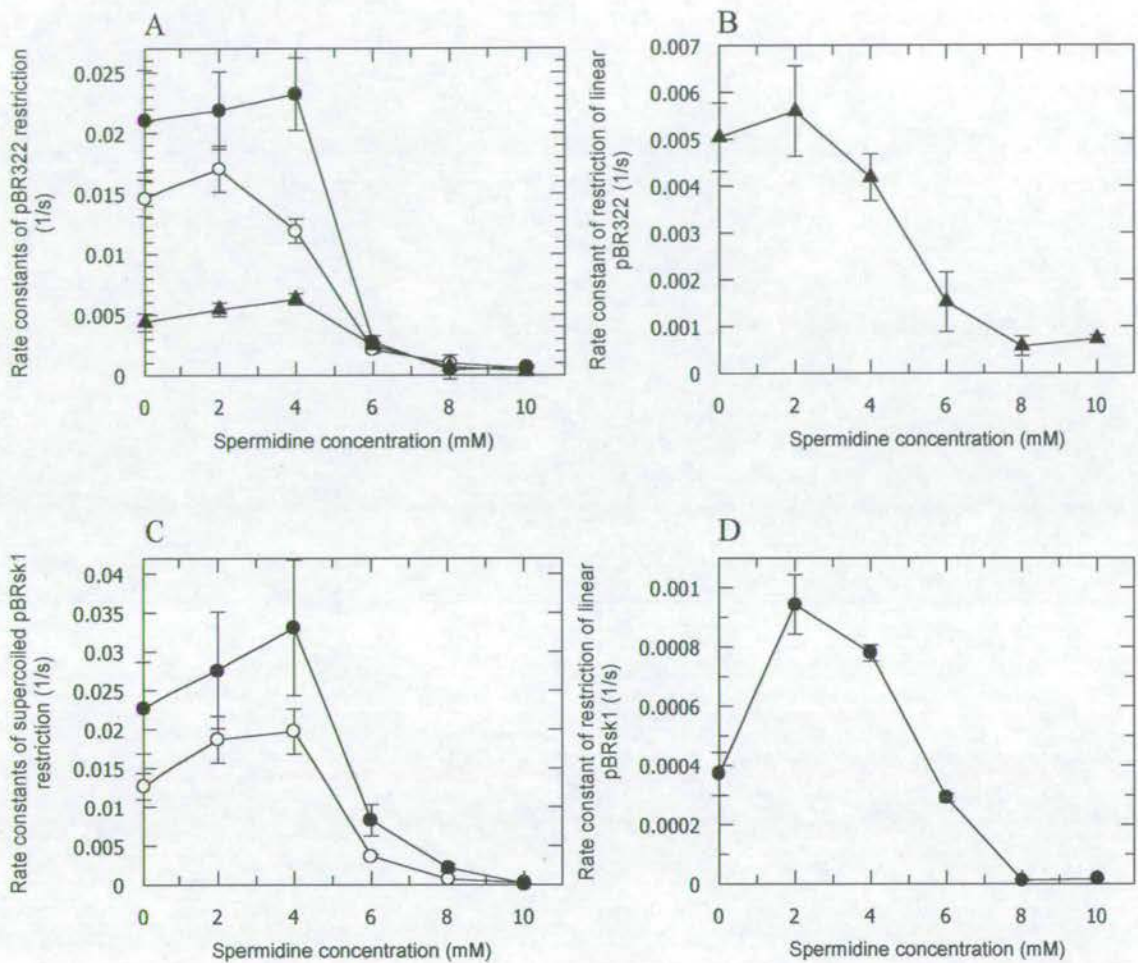 A
Rate constants of pBR322 restriction
(1/s)
0.025
0.02
0.015
0.01
0.005
0
0 2 4 6 8 10
Spermidine concentration (mM)
B
Rate constant of restriction of linear
pBR322 (1/s)
0.007
0.006
0.005
0.004
0.003
0.002
0.001
0
0 2 4 6 8 10
Spermidine concentration (mM)
C
Rate constants of supercoiled pBRsk1
restriction (1/s)
0.04
0.035
0.03
0.025
0.02
0.015
0.01
0.005
0
0 2 4 6 8 10
Spermidine concentration (mM)
D
Rate constant of restriction of linear
pBRsk1 (1/s)
0.001
0.0008
0.0006
0.0004
0.0002
0
0 2 4 6 8 10
Spermidine concentration (mM)